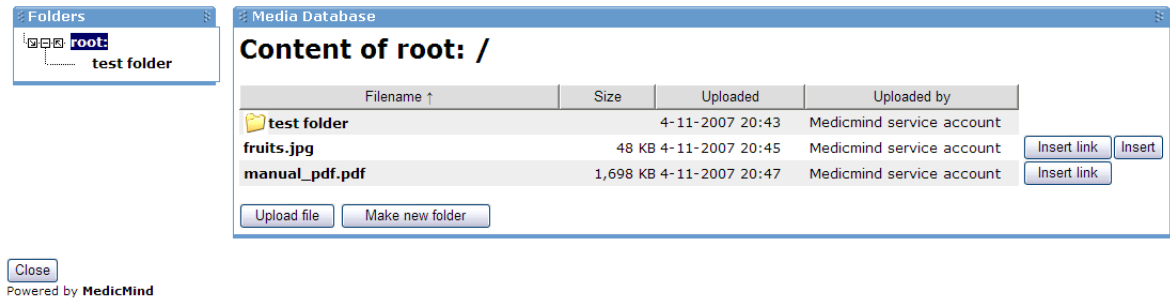 Folders
root:
test folder
Media Database
Content of root: /
Filename ↑ Size Uploaded Uploaded by
test folder 4-11-2007 20:43 Medicmind service account
fruits.jpg 48 KB 4-11-2007 20:45 Medicmind service account Insert link Insert
manual_pdf.pdf 1,698 KB 4-11-2007 20:47 Medicmind service account Insert link
Upload file Make new folder
Close
Powered by MedicMind